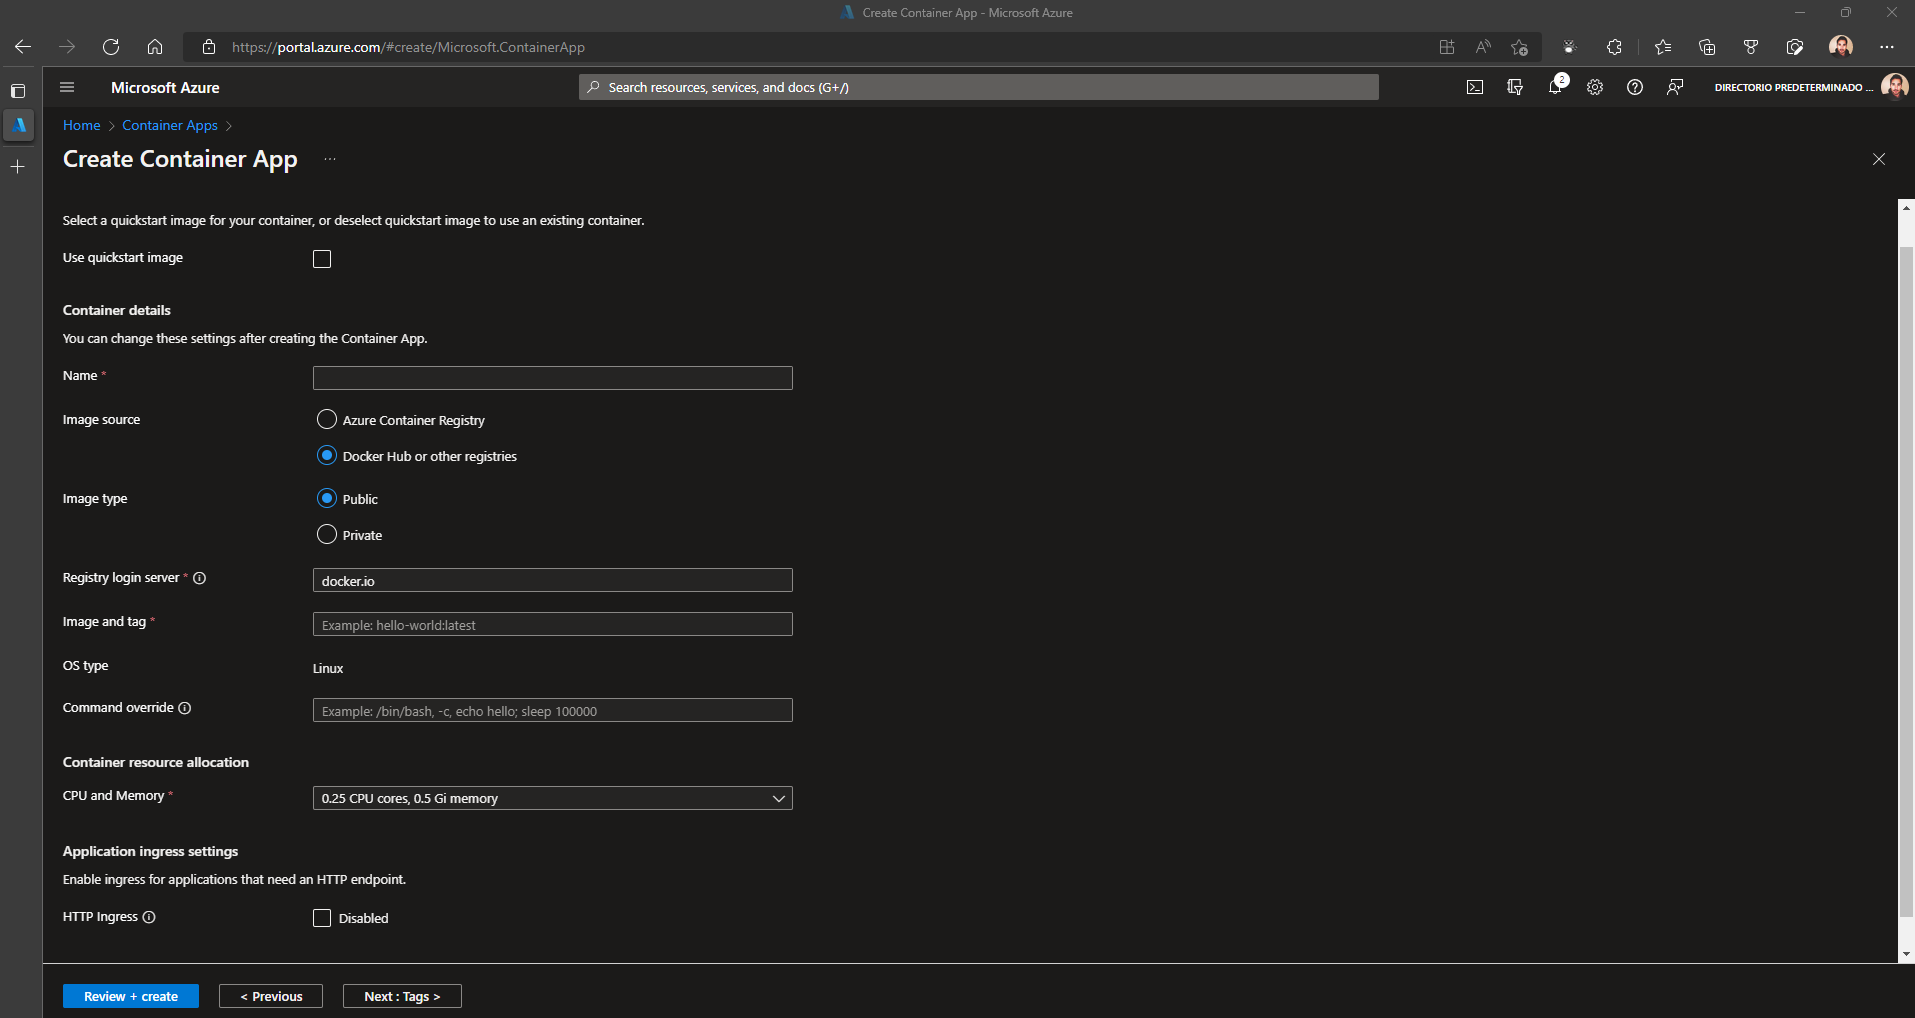 Create Container App - Microsoft Azure
https://portal.azure.com/#create/Microsoft.ContainerApp
Microsoft Azure
Search resources, services, and docs (G+/)
2
DIRECTORIO PREDETERMINADO ...
Home > Container Apps >
Create Container App ...
Select a quickstart image for your container, or deselect quickstart image to use an existing container.
Use quickstart image
Container details
You can change these settings after creating the Container App.
Name *
Image source
Azure Container Registry
Docker Hub or other registries
Image type
Public
Private
Registry login server *
docker.io
Image and tag *
Example: hello-world:latest
OS type
Linux
Command override
Example: /bin/bash, -c, echo hello; sleep 100000
Container resource allocation
CPU and Memory *
0.25 CPU cores, 0.5 Gi memory
Application ingress settings
Enable ingress for applications that need an HTTP endpoint.
HTTP Ingress
Disabled
Review + create
< Previous
Next : Tags >